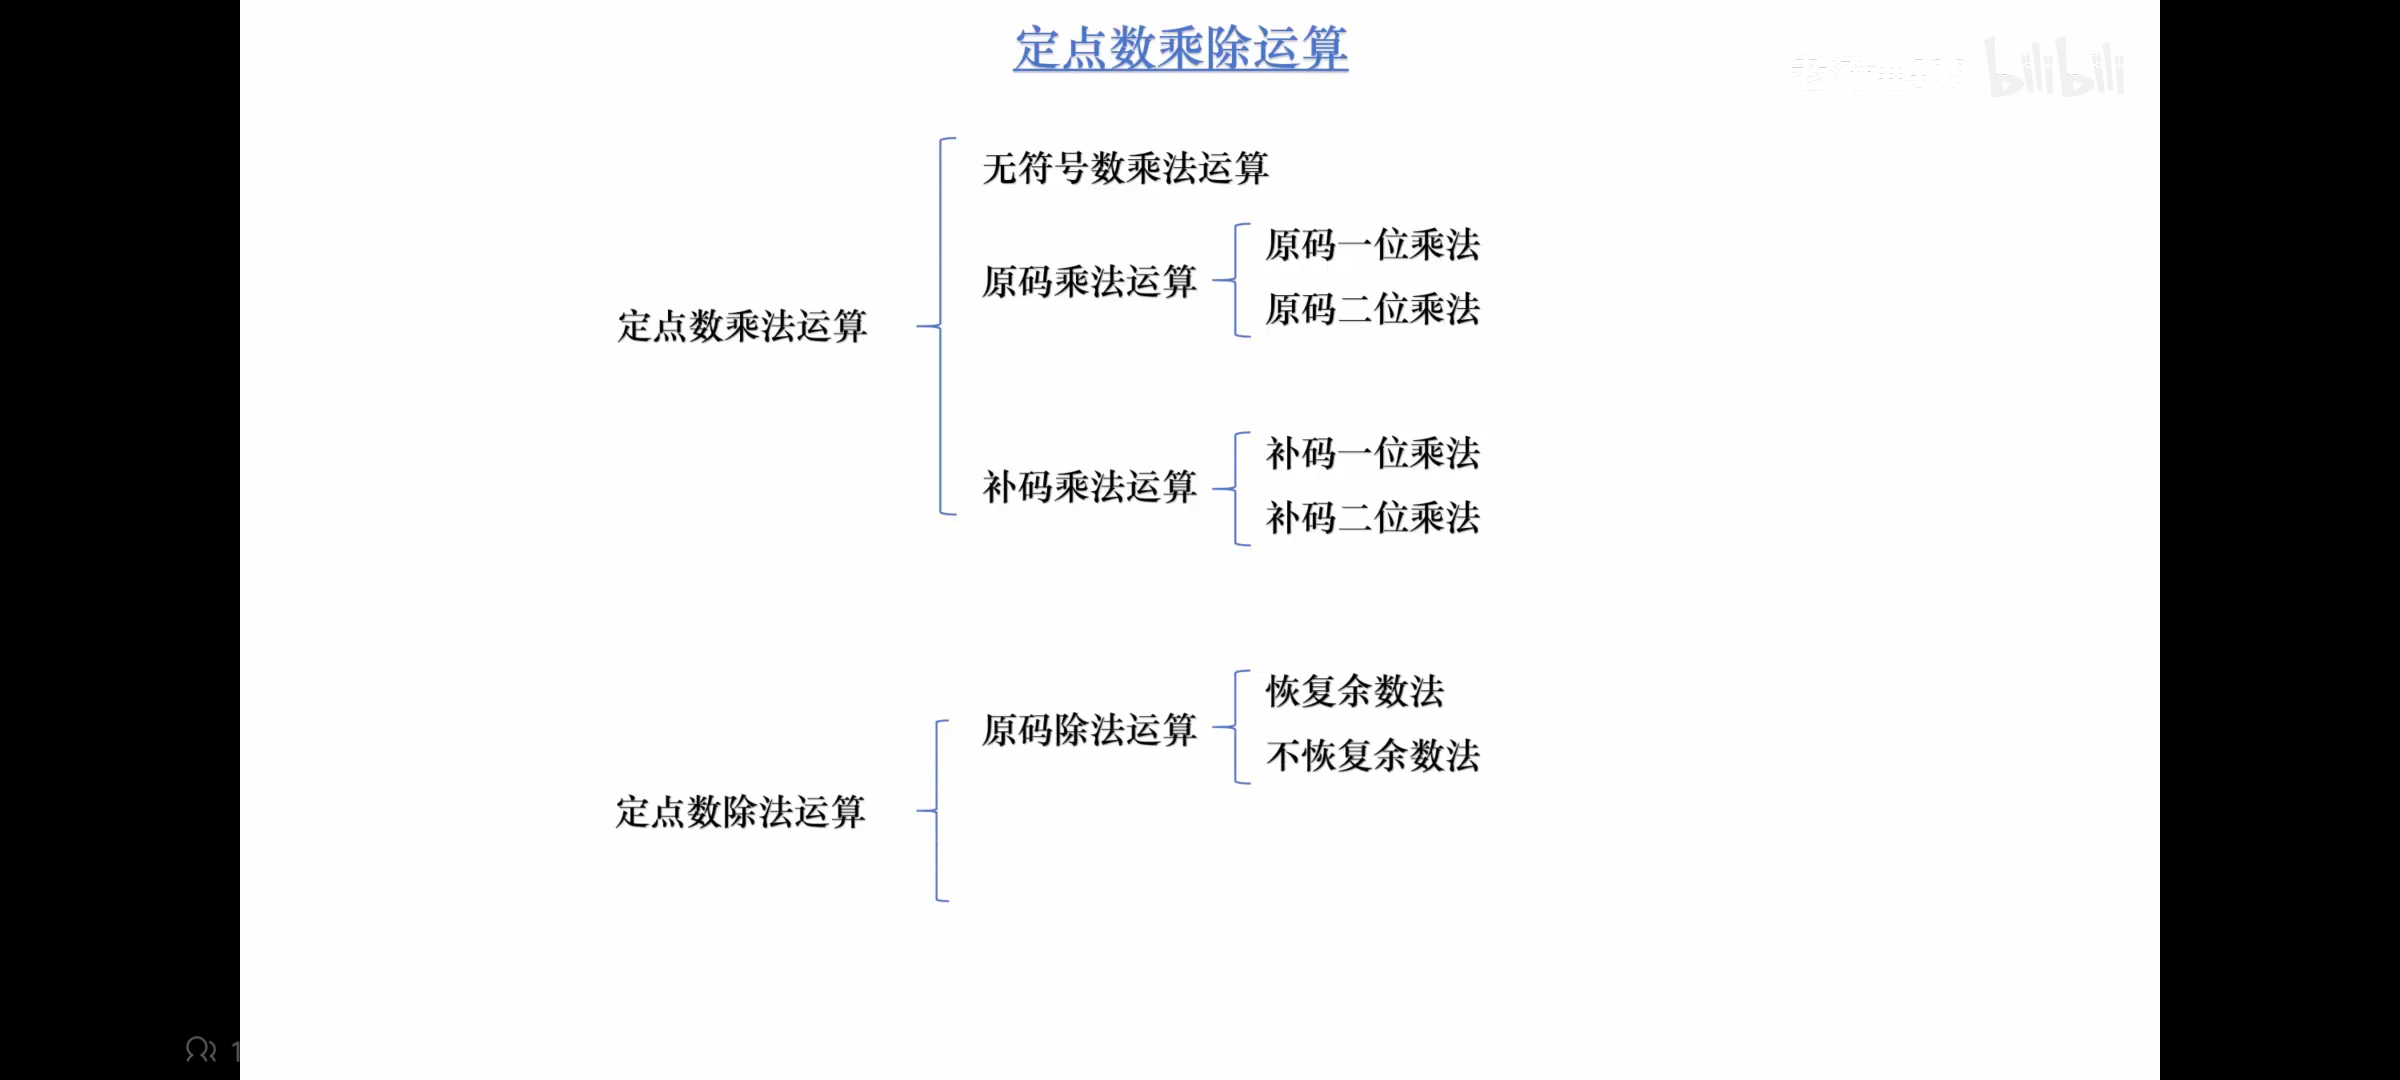 定点数乘除运算
bilibili
无符号数乘法运算
原码一位乘法
原码乘法运算
原码二位乘法
定点数乘法运算
补码一位乘法
补码乘法运算
补码二位乘法
恢复余数法
原码除法运算
不恢复余数法
定点数除法运算
1